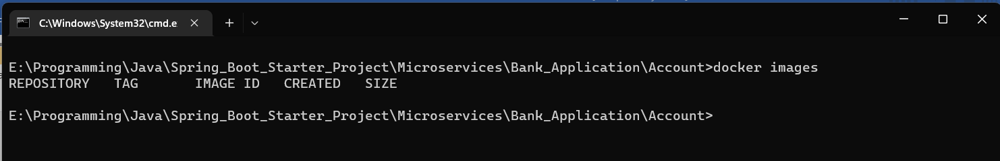 C:\Windows\System32\cmd.e
E:\Programming\Java\Spring_Boot_Starter_Project\Microservices\Bank_Application\Account>docker images
REPOSITORY   TAG       IMAGE ID   CREATED   SIZE
E:\Programming\Java\Spring_Boot_Starter_Project\Microservices\Bank_Application\Account>